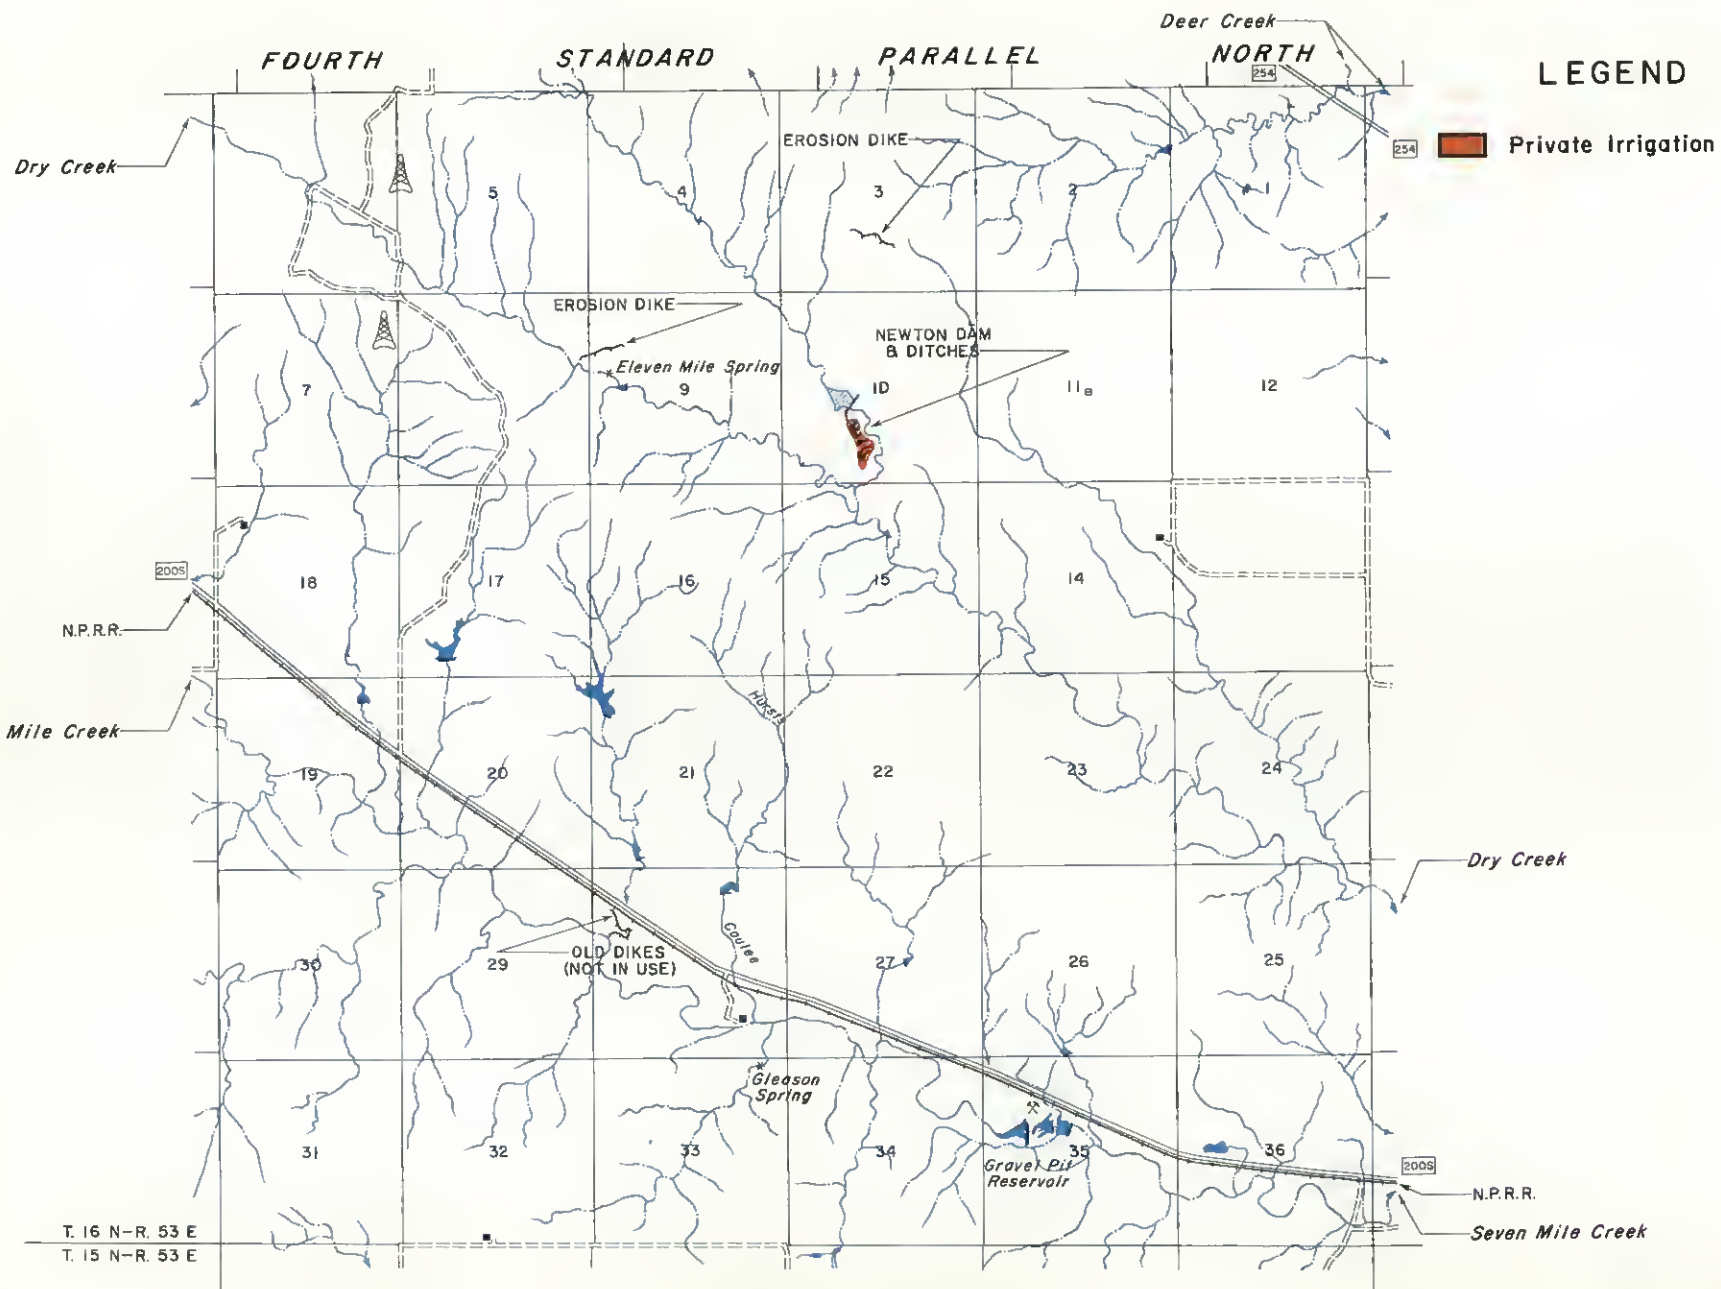 Deer Creek
FOURTH STANDARD PARALLEL NORTH
254
LEGEND
Private Irrigation
254
EROSION DIKE
Dry Creek
5
4
3
2
1
EROSION DIKE
NEWTON DAM
& DITCHES
Eleven Mile Spring
7
9
10
11
B
12
200S
18
17
16
15
14
N.P.R.R.
Hursts
Mile Creek
19
20
21
22
23
24
Dry Creek
Coulee
OLD DIKES
(NOT IN USE)
30
29
27
26
25
Gleason
Spring
31
32
33
34
35
36
Gravel Pit
Reservoir
200S
N.P.R.R.
Seven Mile Creek
T. 16 N-R. 53 E
T. 15 N-R. 53 E